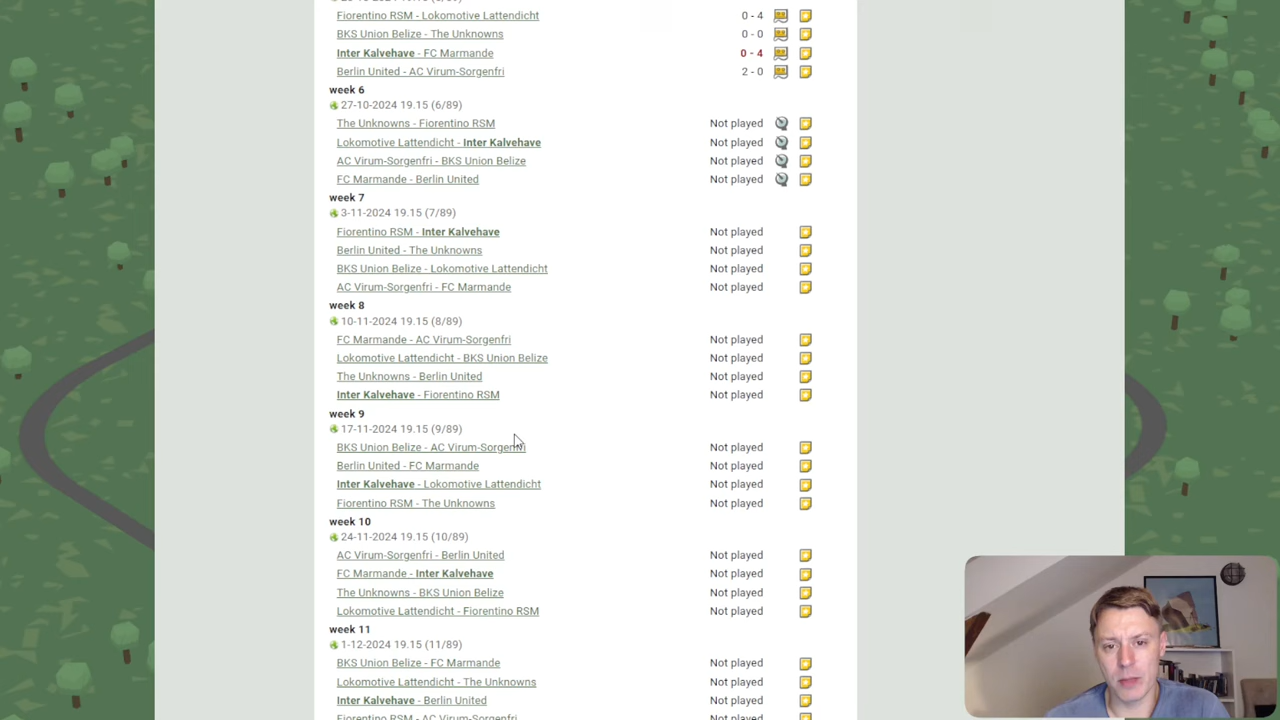 Fiorentino RSM - Lokomotive Lattendicht 0 - 4
BKS Union Belize - The Unknowns 0 - 0
Inter Kalvehave - FC Marmande 0 - 4
Berlin United - AC Virum-Sorgenfri 2 - 0
week 6
27-10-2024 19.15 (6/89)
The Unknowns - Fiorentino RSM Not played
Lokomotive Lattendicht - Inter Kalvehave Not played
AC Virum-Sorgenfri - BKS Union Belize Not played
FC Marmande - Berlin United Not played
week 7
3-11-2024 19.15 (7/89)
Fiorentino RSM - Inter Kalvehave Not played
Berlin United - The Unknowns Not played
BKS Union Belize - Lokomotive Lattendicht Not played
AC Virum-Sorgenfri - FC Marmande Not played
week 8
10-11-2024 19.15 (8/89)
FC Marmande - AC Virum-Sorgenfri Not played
Lokomotive Lattendicht - BKS Union Belize Not played
The Unknowns - Berlin United Not played
Inter Kalvehave - Fiorentino RSM Not played
week 9
17-11-2024 19.15 (9/89)
BKS Union Belize - AC Virum-Sorgenfri Not played
Berlin United - FC Marmande Not played
Inter Kalvehave - Lokomotive Lattendicht Not played
Fiorentino RSM - The Unknowns Not played
week 10
24-11-2024 19.15 (10/89)
AC Virum-Sorgenfri - Berlin United Not played
FC Marmande - Inter Kalvehave Not played
The Unknowns - BKS Union Belize Not played
Lokomotive Lattendicht - Fiorentino RSM Not played
week 11
1-12-2024 19.15 (11/89)
BKS Union Belize - FC Marmande Not played
Lokomotive Lattendicht - The Unknowns Not played
Inter Kalvehave - Berlin United Not played
Fiorentino RSM - AC Virum-Sorgenfri Not played